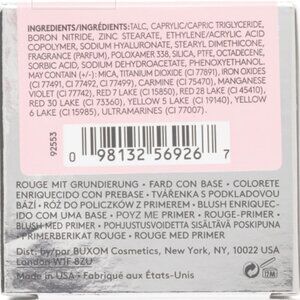 INGREDIENTS/INGRÉDIENTS: TALC, CAPRYLIC/CAPRIC TRIGLYCERIDE,
BORON NITRIDE, ZINC STEARATE, ETHYLENE/ACRYLIC ACID
COPOLYMER, SODIUM HYALURONATE, STEARYL DIMETHICONE,
FRAGRANCE (PARFUM), POLOXAMER 338, SILICA, PTFE, OCTADECENE,
SORBIC ACID, SODIUM DEHYDROACETATE, PHENOXYETHANOL.
MAY CONTAIN (+/-): MICA, TITANIUM DIOXIDE (CI 77891), IRON OXIDES
(CI 77491, CI 77492, CI 77499), CARMINE (CI 75470), MANGANESE
VIOLET (CI 77742), RED 7 LAKE (CI 15850), RED 28 LAKE (CI 45410),
RED 30 LAKE (CI 73360), YELLOW 5 LAKE (CI 19140), YELLOW
6 LAKE (CI 15985), ULTRAMARINES (CI 77007)
92553
0 98132 56926 7
ROUGE MIT GRUNDIERUNG • FARD CON BASE • COLORETE
ENRIQUECIDO CON PREBASE • TVÁŘENKA S PODKLADOVOU
BÁZÍ • RÓŻ DO POLICZKÓW Z PRIMEREM • BLUSH ENRIQUECI-
DO COM UMA BASE • POYZ ME PRIMER • ROUGE-PRIMER •
BLUSH MED PRIMER • POHJUSTUSVOITEELLA TÄYDELLISTÄVÄ POSKIPUNA
• PRIMERBERIKAT ROUGE • ROUGE MED PRIMER
Dist. by/por BUXOM Cosmetics, New York, NY, 10022 USA
London W1F 8ZU
Made in USA • Fabriqué aux États-Unis
12M